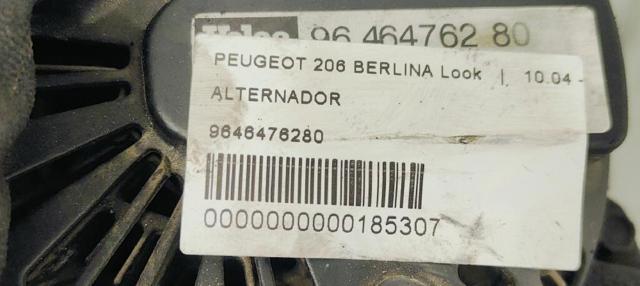 Valeo 96 464762 80
PEUGEOT 206 BERLINA Look | 10.04 -
ALTERNADOR
9646476280
0000000000185307